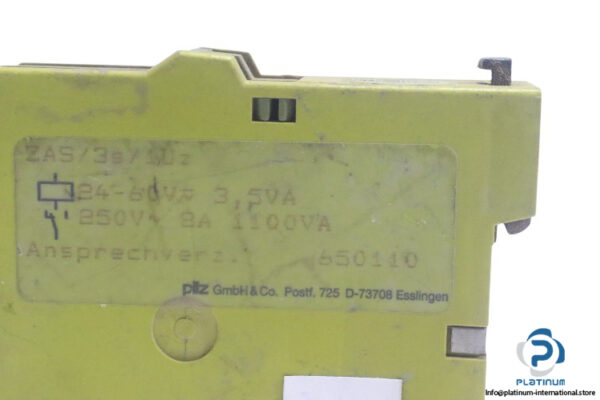 ZAS/3s/1Uz
24-60V≂ 3,5VA
250V~ 8A 1100VA
Ansprechverz. 650110
pilz GmbH & Co. Postf. 725 D-73708 Esslingen
PLATINUM
Info@platinum-international.store